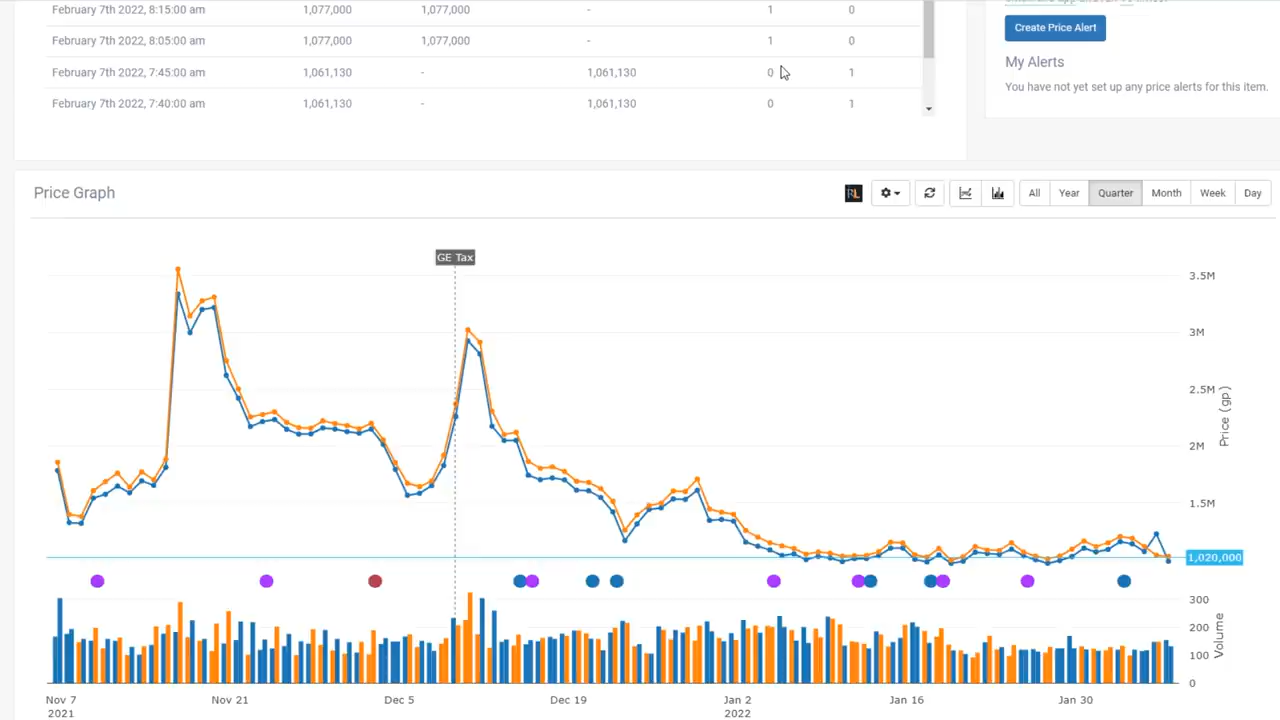 February 7th 2022, 8:15:00 am 1,077,000 1,077,000 - 1 0
February 7th 2022, 8:05:00 am 1,077,000 1,077,000 - 1 0
February 7th 2022, 7:45:00 am 1,061,130 - 1,061,130 0 1
February 7th 2022, 7:40:00 am 1,061,130 - 1,061,130 0 1
Create Price Alert
My Alerts
You have not yet set up any price alerts for this item.
Price Graph
RL
All Year Quarter Month Week Day
GE Tax
3.5M
3M
2.5M
2M
1.5M
1,020,000
Price (gp)
300
200
100
0
Volume
Nov 7 Nov 21 Dec 5 Dec 19 Jan 2 Jan 16 Jan 30
2021 2022